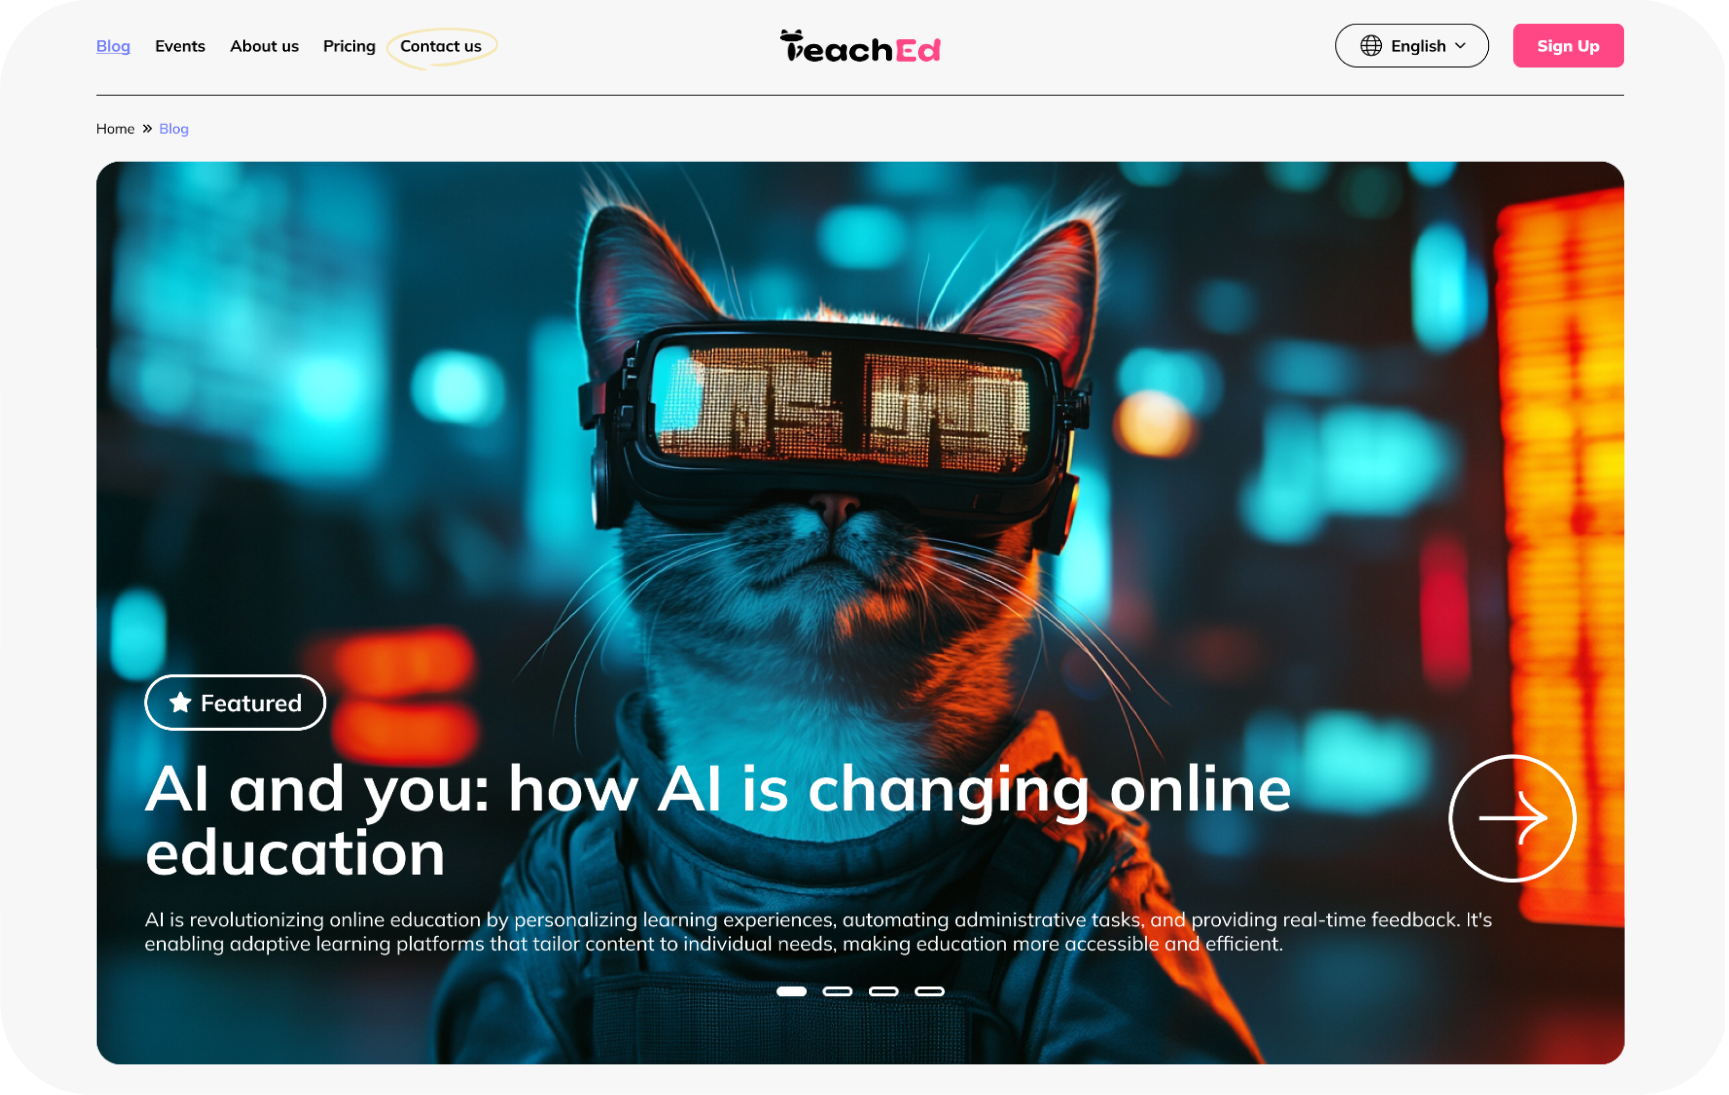 Blog Events About us Pricing Contact us TeachEd English Sign Up
Home » Blog
Featured
AI and you: how AI is changing online
education
AI is revolutionizing online education by personalizing learning experiences, automating administrative tasks, and providing real-time feedback. It's
enabling adaptive learning platforms that tailor content to individual needs, making education more accessible and efficient.